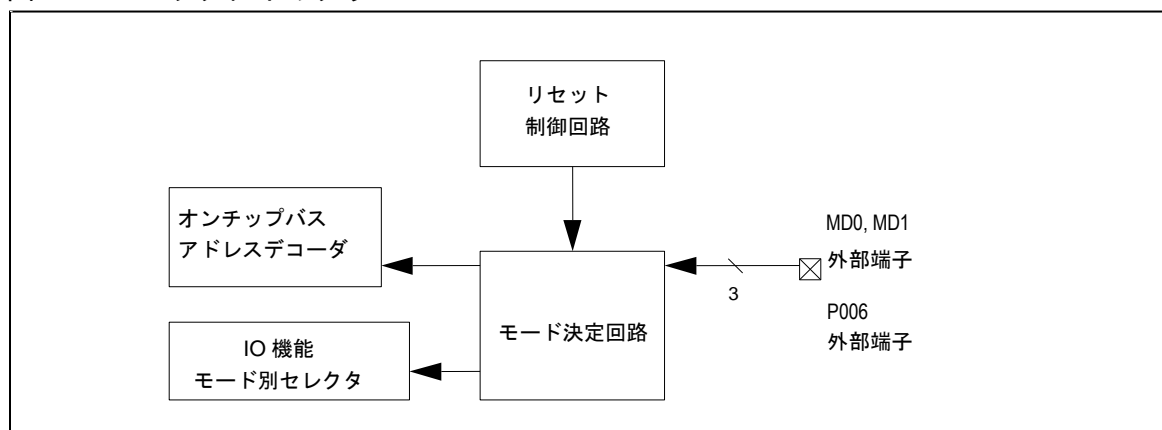 リセット
制御回路
オンチップバス
アドレスデコーダ
MD0, MD1
外部端子
3
P006
外部端子
モード決定回路
IO 機能
モード別セレクタ